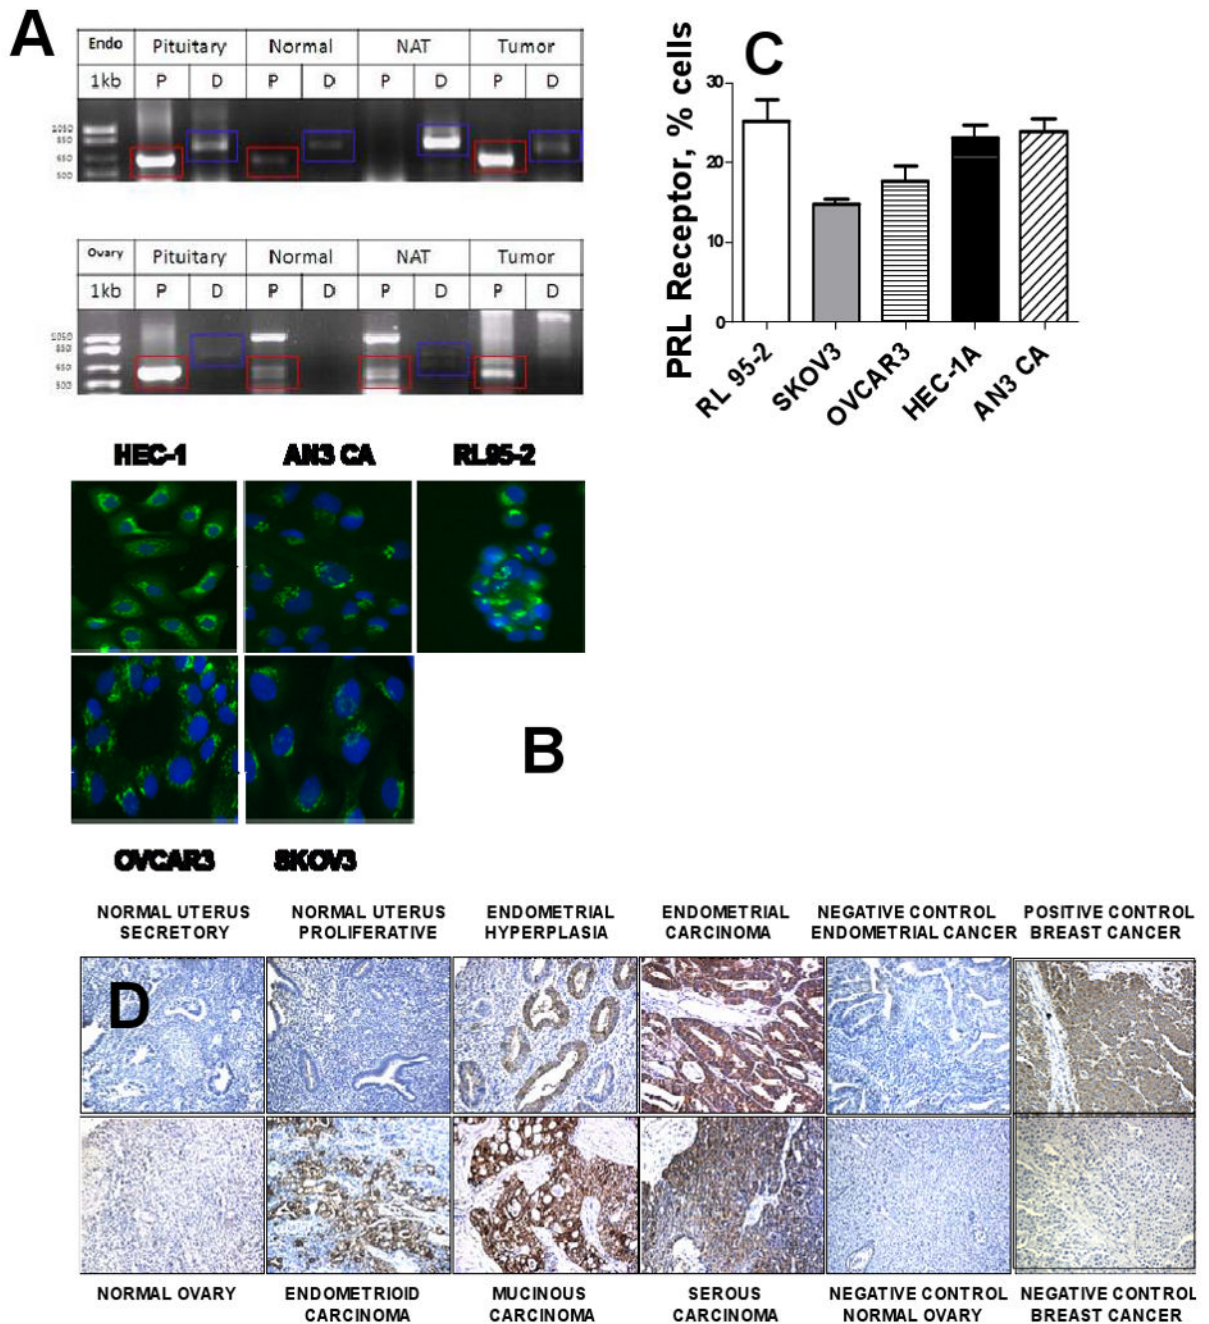 A
Endo Pituitary Normal NAT Tumor
1kb P D P D P D P D
1050
850
650
500
Ovary Pituitary Normal NAT Tumor
1kb P D P D P D P D
1050
850
650
500
C
PRL Receptor, % cells
30
20
10
0
RL 95-2
SKOV3
OVCAR3
HEC-1A
AN3 CA
HEC-1 AN3 CA RL95-2
B
OVCAR3 SKOV3
NORMAL UTERUS SECRETORY
NORMAL UTERUS PROLIFERATIVE
ENDOMETRIAL HYPERPLASIA
ENDOMETRIAL CARCINOMA
NEGATIVE CONTROL ENDOMETRIAL CANCER
POSITIVE CONTROL BREAST CANCER
D
NORMAL OVARY
ENDOMETRIOID CARCINOMA
MUCINOUS CARCINOMA
SEROUS CARCINOMA
NEGATIVE CONTROL NORMAL OVARY
NEGATIVE CONTROL BREAST CANCER